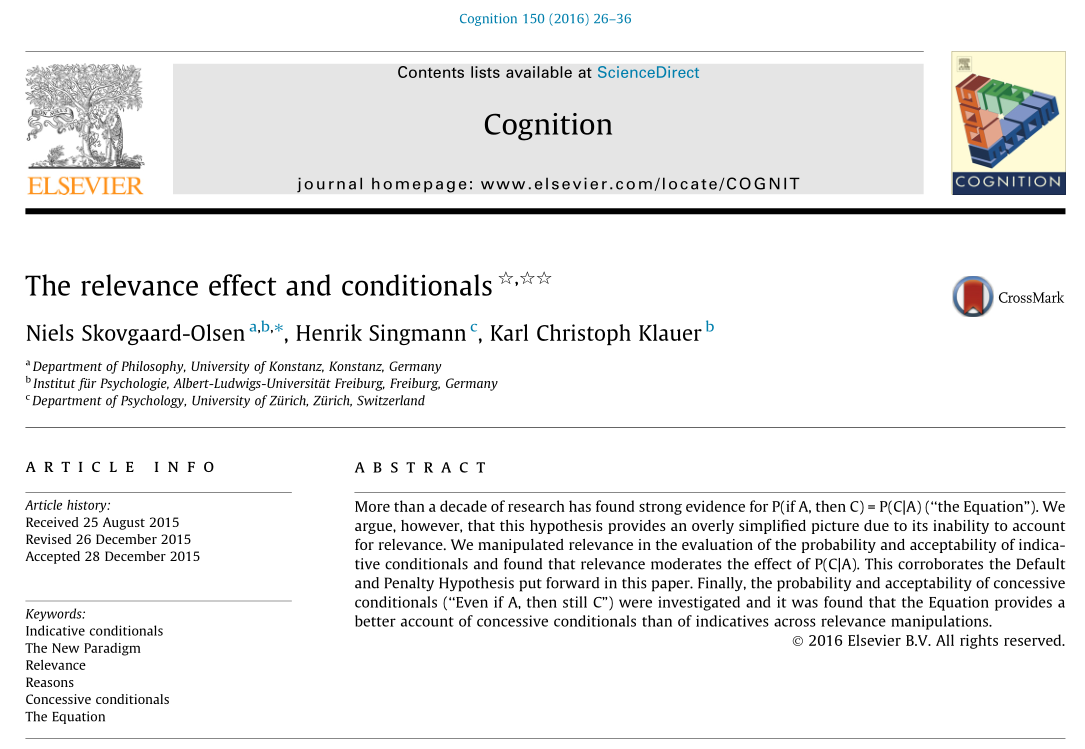 Cognition 150 (2016) 26–36
Contents lists available at ScienceDirect
Cognition
journal homepage: www.elsevier.com/locate/COGNIT
ELSEVIER
COGNITION
The relevance effect and conditionals ☆,☆☆
CrossMark
Niels Skovgaard-Olsen a,b,*, Henrik Singmann c, Karl Christoph Klauer b
a Department of Philosophy, University of Konstanz, Konstanz, Germany
b Institut für Psychologie, Albert-Ludwigs-Universität Freiburg, Freiburg, Germany
c Department of Psychology, University of Zürich, Zürich, Switzerland
ARTICLE INFO
Article history:
Received 25 August 2015
Revised 26 December 2015
Accepted 28 December 2015
Keywords:
Indicative conditionals
The New Paradigm
Relevance
Reasons
Concessive conditionals
The Equation
ABSTRACT
More than a decade of research has found strong evidence for P(if A, then C) = P(C|A) (‘‘the Equation”). We
argue, however, that this hypothesis provides an overly simplified picture due to its inability to account
for relevance. We manipulated relevance in the evaluation of the probability and acceptability of indica-
tive conditionals and found that relevance moderates the effect of P(C|A). This corroborates the Default
and Penalty Hypothesis put forward in this paper. Finally, the probability and acceptability of concessive
conditionals (‘‘Even if A, then still C”) were investigated and it was found that the Equation provides a
better account of concessive conditionals than of indicatives across relevance manipulations.
© 2016 Elsevier B.V. All rights reserved.